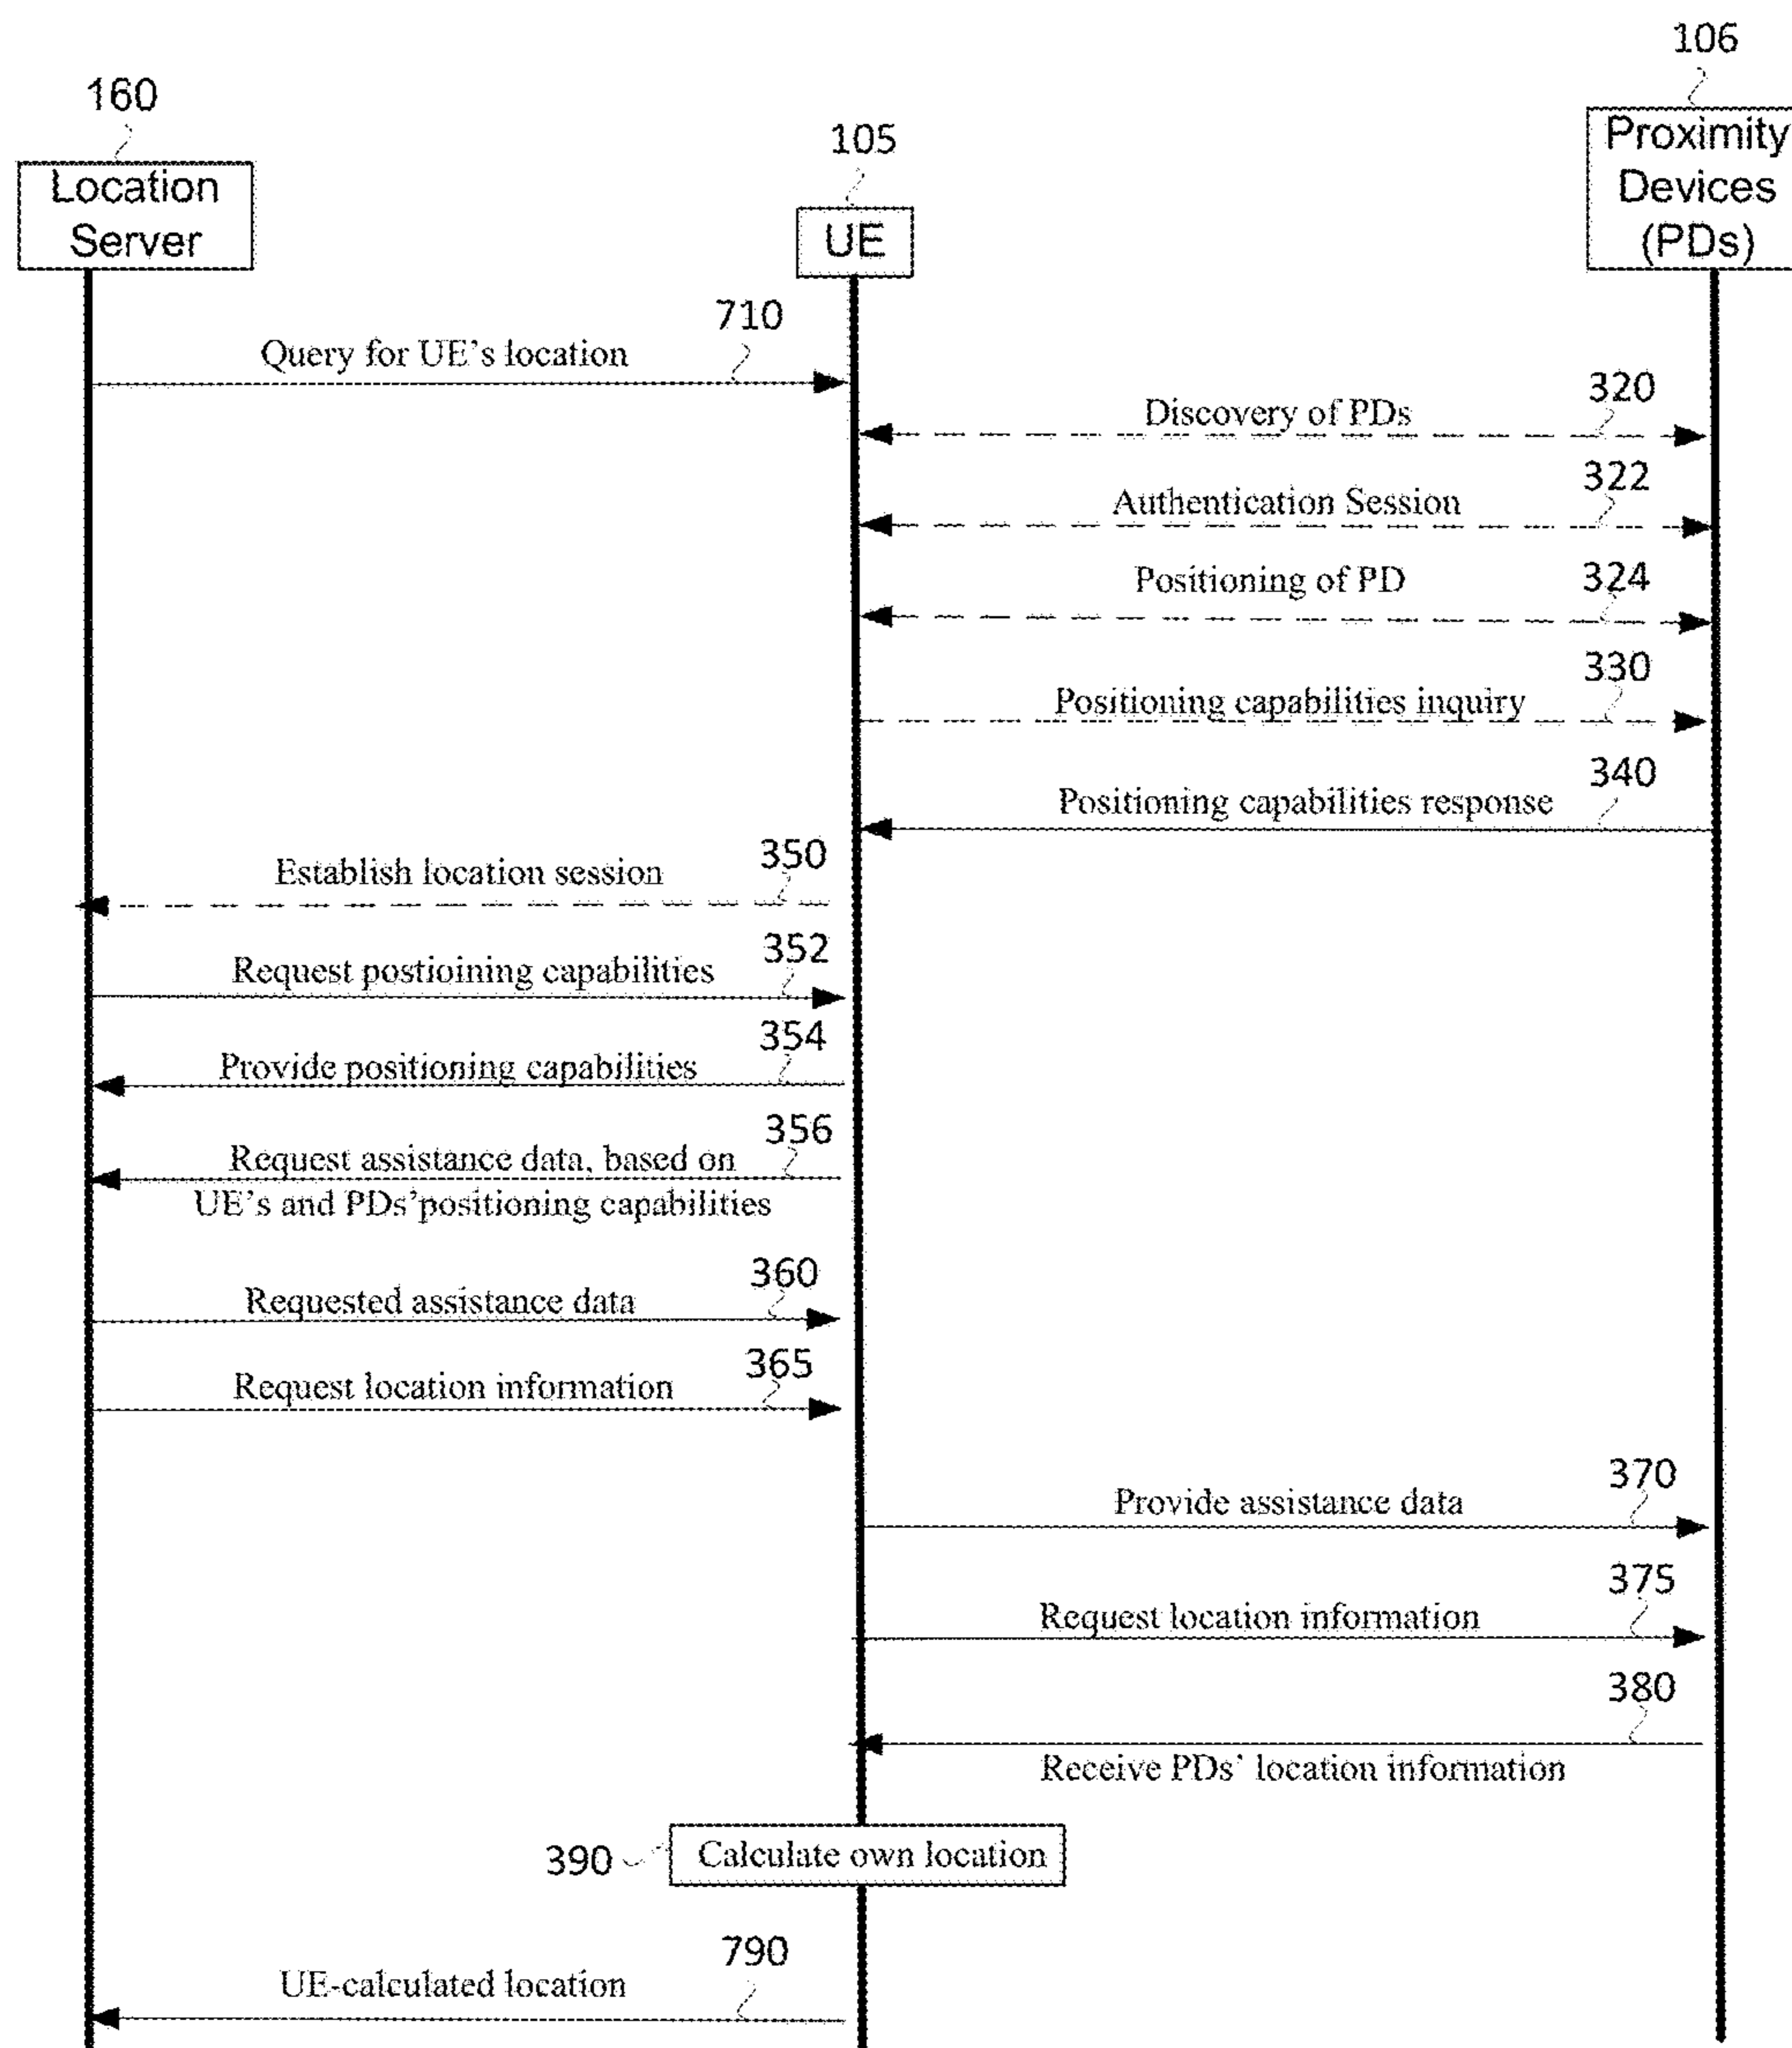 106
160
105
Proximity
Devices
(PDs)
Location
Server
UE
710
Query for UE's location
320
Discovery of PDs
322
Authentication Session
324
Positioning of PD
330
Positioning capabilities inquiry
340
Positioning capabilities response
350
Establish location session
352
Request postioining capabilities
354
Provide positioning capabilities
356
Request assistance data, based on
UE's and PDs'positioning capabilities
360
Requested assistance data
365
Request location information
370
Provide assistance data
375
Request location information
380
Receive PDs' location information
390
Calculate own location
790
UE-calculated location